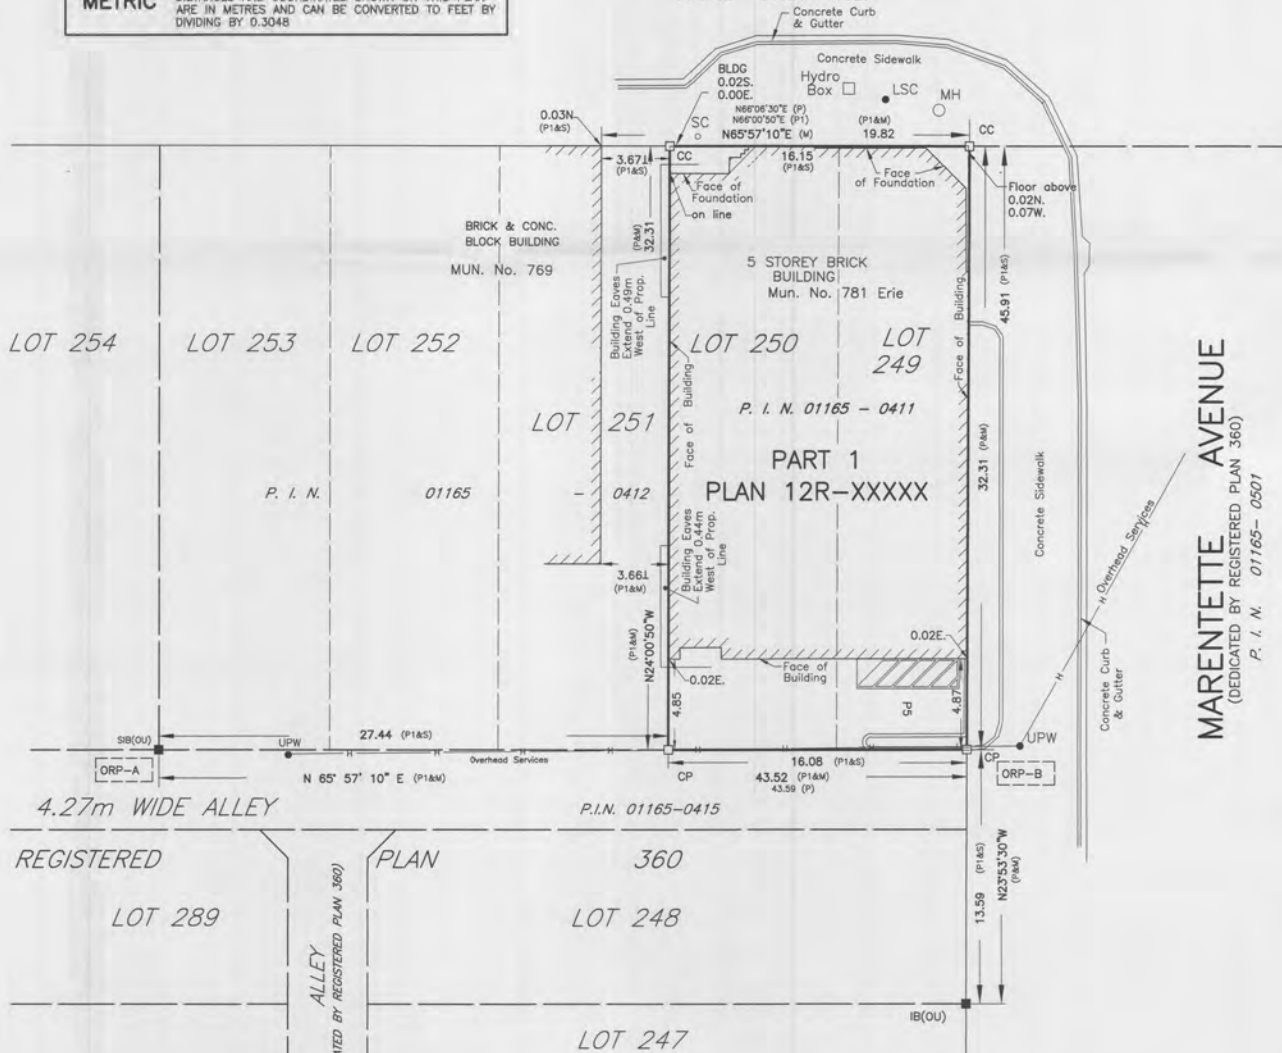 METRIC
ARE IN METRES AND CAN BE CONVERTED TO FEET BY
DIVIDING BY 0.3048
Concrete Curb
& Gutter
Concrete Sidewalk
BLDG
0.02S.
0.00E.
Hydro
Box
LSC
MH
N66°06'30"E (P)
N66°00'50"E (P1)
N65°57'10"E (M)
(P1&M)
19.82
SC
CC
0.03N
(P1&S)
3.67⊥
(P1&S)
CC
16.15
(P1&S)
Face of
Foundation
on line
Face
of Foundation
Floor above
0.02N.
0.07W.
BRICK & CONC.
BLOCK BUILDING
MUN. No. 769
(P&M)
32.31
Building Eaves
Extend 0.49m
West of Prop.
Line
5 STOREY BRICK
BUILDING
Mun. No. 781 Erie
45.91 (P1&S)
Face of Building
LOT 254
LOT 253
LOT 252
LOT 250
LOT
249
Face of Building
LOT 251
P. I. N. 01165 - 0411
PART 1
PLAN 12R-XXXXX
P. I. N. 01165 - 0412
32.31 (P&M)
Concrete Sidewalk
Overhead Services
H
H
H
MARENTETTE AVENUE
(DEDICATED BY REGISTERED PLAN 360)
P. I. N. 01165- 0501
Building Eaves
Extend 0.44m
West of Prop.
Line
3.66⊥
(P1&M)
(P1&M)
N24°00'50"W
0.02E.
0.02E.
Face of
Building
4.85
4.87
P5
Concrete Curb
& Gutter
SIB(OU)
27.44 (P1&S)
UPW
H
H
H
Overhead Services
UPW
ORP-A
N 65° 57' 10" E (P1&M)
CP
16.08 (P1&S)
43.52 (P1&M)
43.59 (P)
CP
ORP-B
4.27m WIDE ALLEY
P.I.N. 01165-0415
REGISTERED PLAN 360
13.59 (P1&S)
N23°53'30"W
(P&M)
LOT 289
LOT 248
ALLEY
BY REGISTERED PLAN 360)
IB(OU)
LOT 247